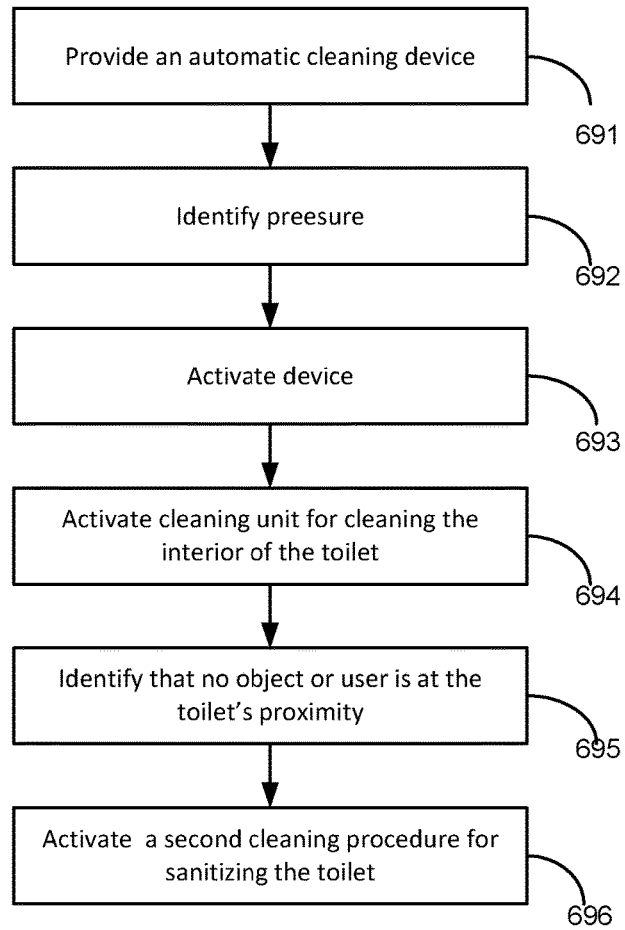 Provide an automatic cleaning device
691
Identify preesure
692
Activate device
693
Activate cleaning unit for cleaning the
interior of the toilet
694
Identify that no object or user is at the
toilet's proximity
695
Activate a second cleaning procedure for
sanitizing the toilet
696